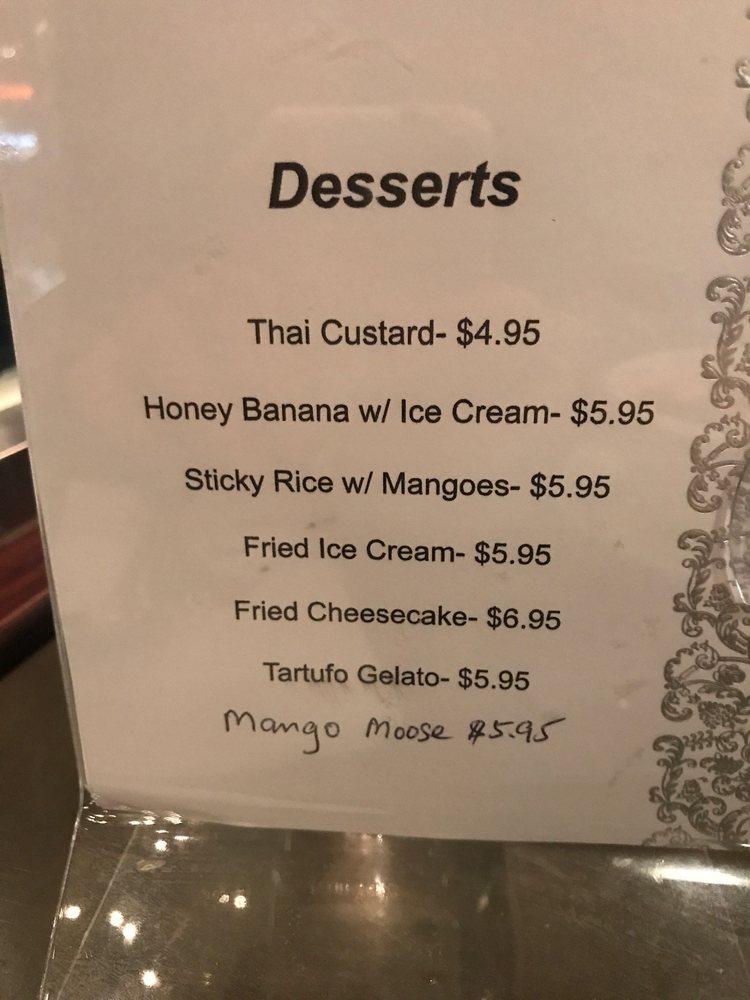 Desserts
Thai Custard- $4.95
Honey Banana w/ Ice Cream- $5.95
Sticky Rice w/ Mangoes- $5.95
Fried Ice Cream- $5.95
Fried Cheesecake- $6.95
Tartufo Gelato- $5.95
Mango Moose $5.95